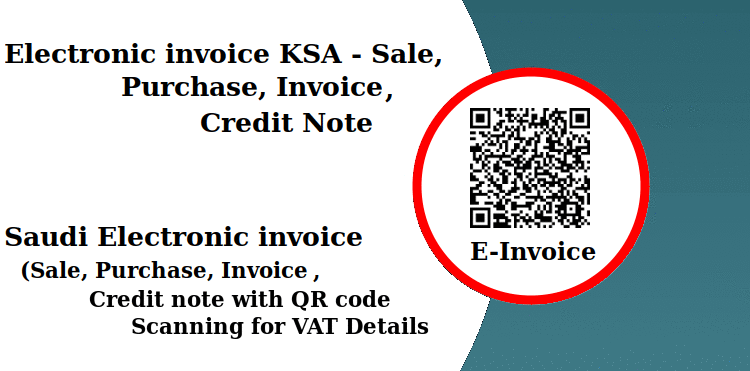 Electronic invoice KSA - Sale,
Purchase, Invoice,
Credit Note
E-Invoice
Saudi Electronic invoice
(Sale, Purchase, Invoice ,
Credit note with QR code
Scanning for VAT Details